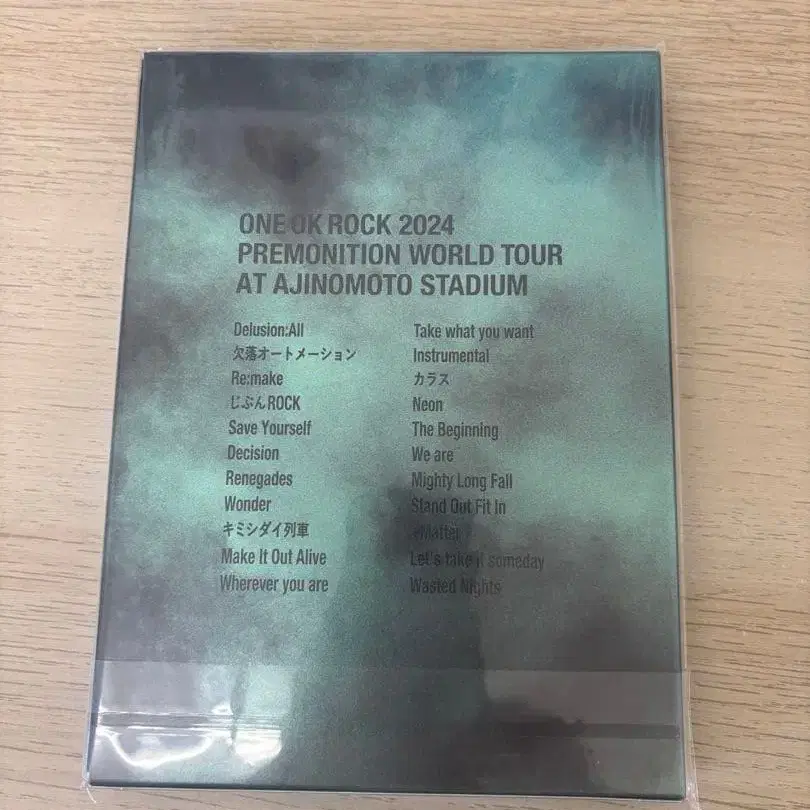 ONE OK ROCK 2024
PREMONITION WORLD TOUR
AT AJINOMOTO STADIUM
Delusion:All
欠落オートメーション
Re:make
じぶんROCK
Save Yourself
Decision
Renegades
Wonder
キミシダイ列車
Make It Out Alive
Wherever you are
Take what you want
Instrumental
カラス
Neon
The Beginning
We are
Mighty Long Fall
Stand Out Fit In
#Matter
Let's take it someday
Wasted Nights